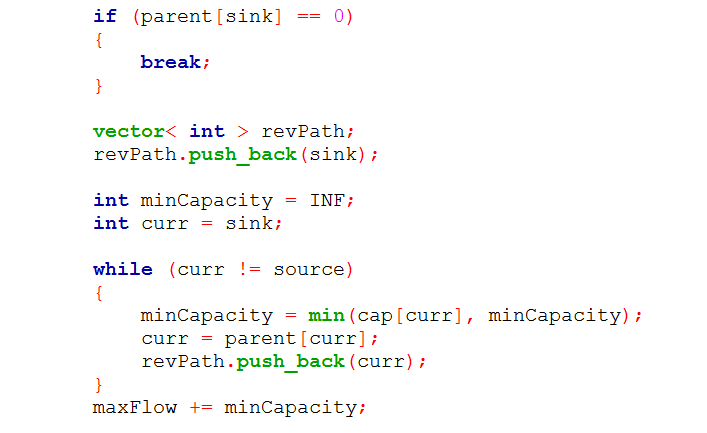 if (parent[sink] == 0)
{
    break;
}

vector< int > revPath;
revPath.push_back(sink);

int minCapacity = INF;
int curr = sink;

while (curr != source)
{
    minCapacity = min(cap[curr], minCapacity);
    curr = parent[curr];
    revPath.push_back(curr);
}
maxFlow += minCapacity;